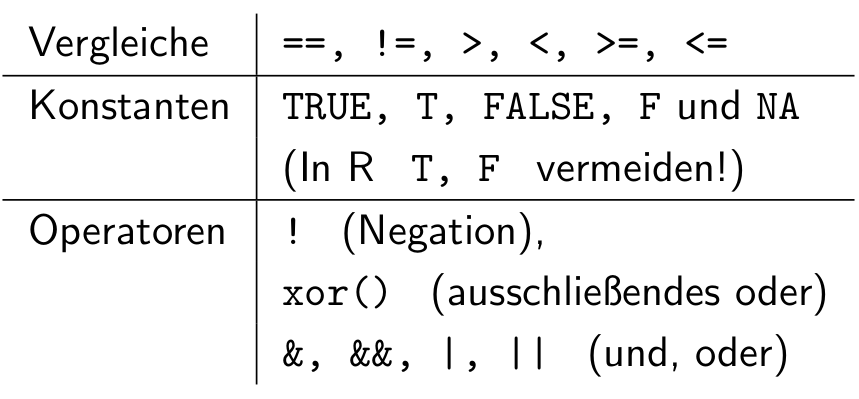 Vergleiche ==, !=, >, <, >=, <=
Konstanten TRUE, T, FALSE, F und NA
(In R T, F vermeiden!)
Operatoren ! (Negation),
xor() (ausschließendes oder)
&, &&, |, || (und, oder)